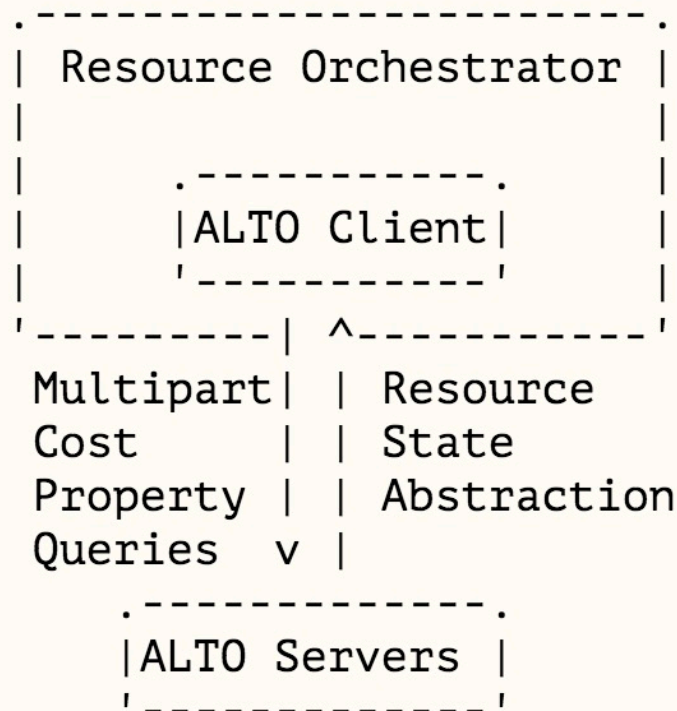 .-----------------------.
| Resource Orchestrator |
|                       |
|     .-----------.     |
|     |ALTO Client|     |
|     '-----------'     |
'---------| ^-----------'
Multipart| | Resource
Cost     | | State
Property | | Abstraction
Queries  v |
.-------------.
|ALTO Servers |
'-------------'